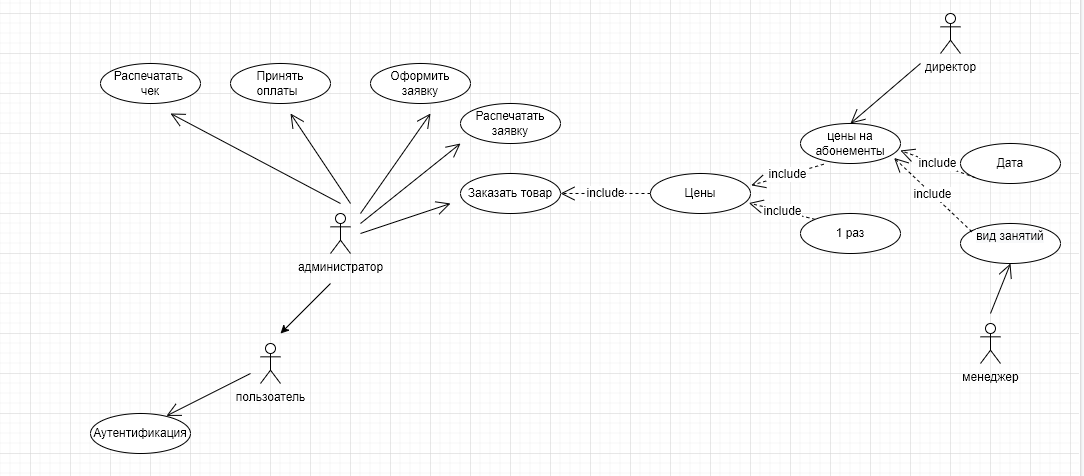 директор
Распечатать
чек
Принять
оплаты
Оформить
заявку
Распечатать
заявку
цены на
абонементы
include
Дата
include
Заказать товар
include
Цены
include
include
1 раз
вид занятий
администратор
пользоатель
менеджер
Аутентификация